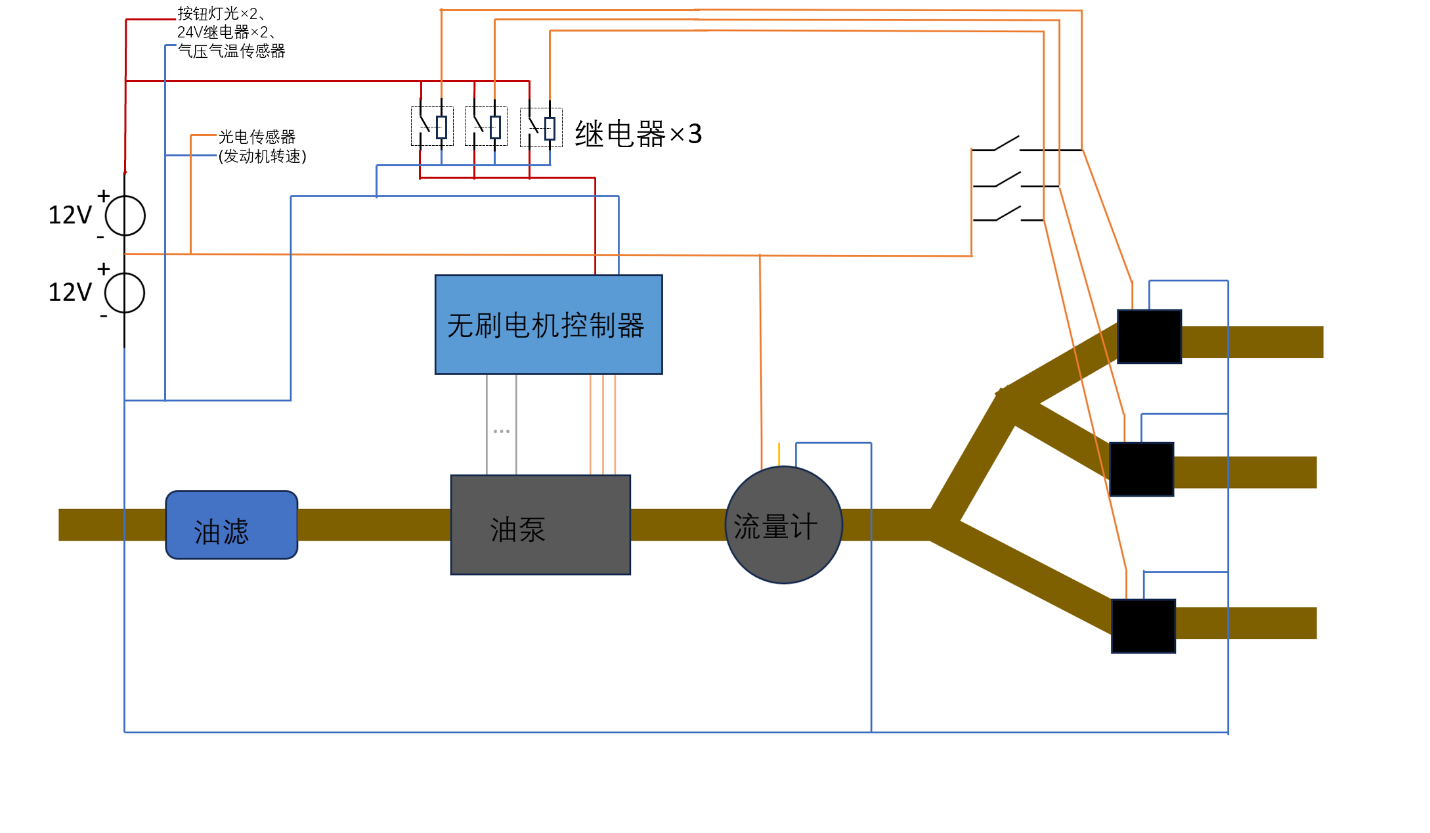 按钮灯光×2、
24V继电器×2、
气压气温传感器
继电器×3
光电传感器
(发动机转速)
+
12V
-
+
12V
-
无刷电机控制器
...
油滤
油泵
流量计